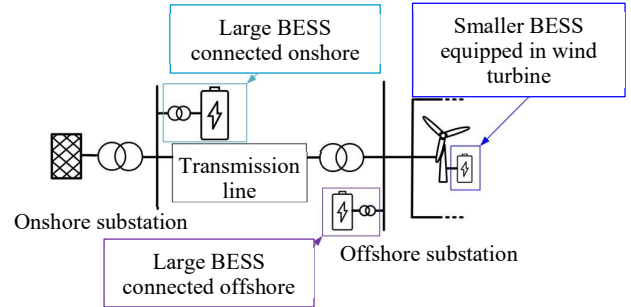 Large BESS
connected onshore
Smaller BESS
equipped in wind
turbine
Transmission
line
Onshore substation
Offshore substation
Large BESS
connected offshore